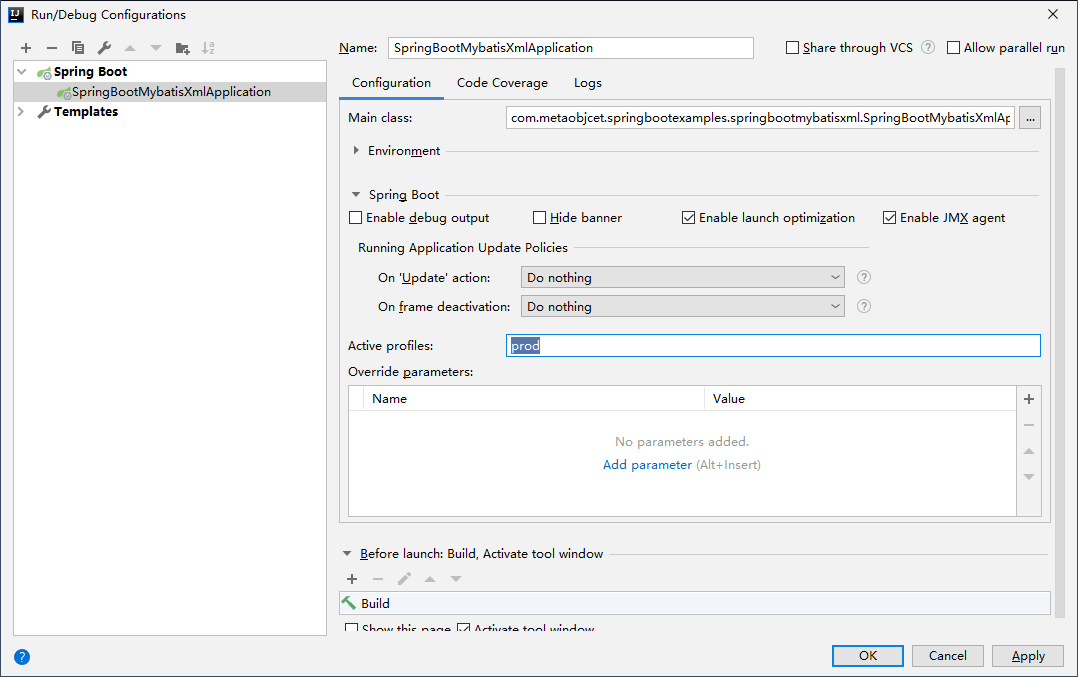 Run/Debug Configurations
Name: SpringBootMybatisXmlApplication
Share through VCS ?
Allow parallel run
Spring Boot
SpringBootMybatisXmlApplication
Templates
Configuration Code Coverage Logs
Main class: com.metaobjcet.springbootexamples.springbootmybatisxml.SpringBootMybatisXmlAp ...
Environment
Spring Boot
Enable debug output Hide banner Enable launch optimization Enable JMX agent
Running Application Update Policies
On 'Update' action: Do nothing ?
On frame deactivation: Do nothing ?
Active profiles: prod
Override parameters:
Name Value
No parameters added.
Add parameter (Alt+Insert)
Before launch: Build, Activate tool window
Build
Show this page Activate tool window
? OK Cancel Apply